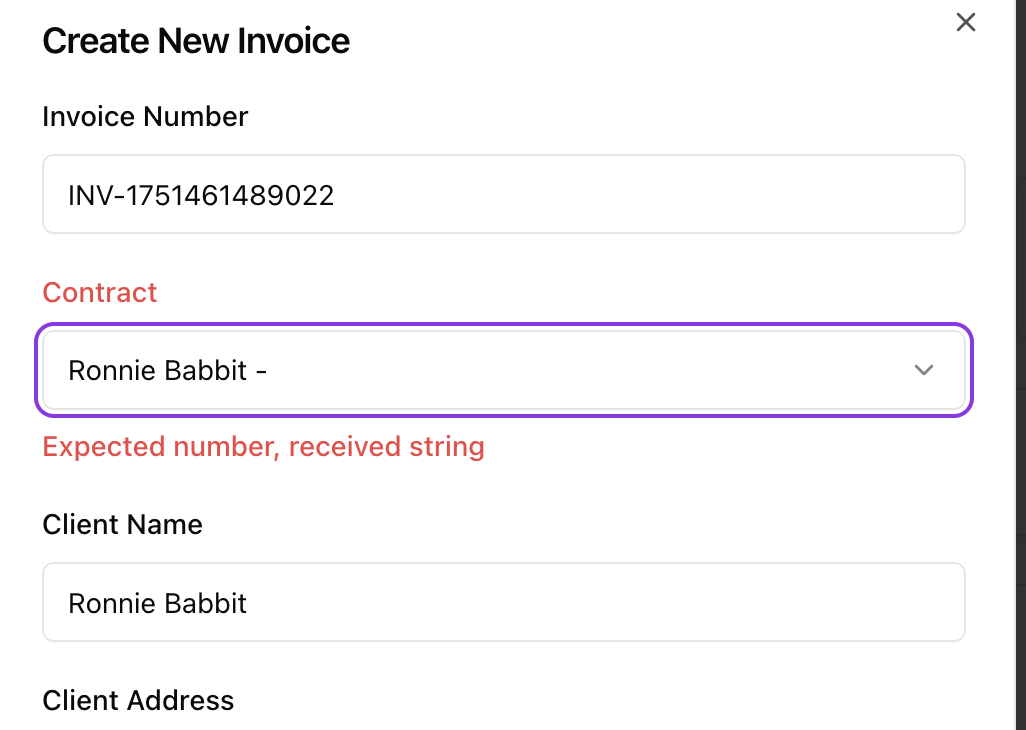 Create New Invoice
Invoice Number
INV-1751461489022
Contract
Ronnie Babbit -
Expected number, received string
Client Name
Ronnie Babbit
Client Address